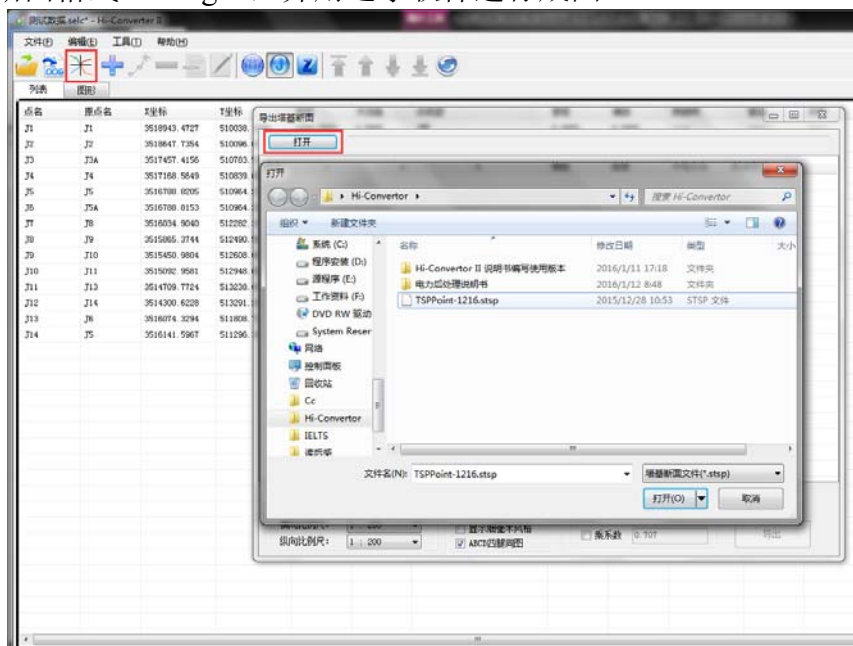 测试数据.selc* - Hi-Converter II
文件(F) 编辑(E) 工具(T) 帮助(H)
列表 图形
点名 原点名 X坐标 Y坐标
J1 J1 3518943.4727 510038.
J2 J2 3518647.7354 510096.
J3 J3A 3517457.4156 510783.
J4 J4 3517168.5649 510839.
J5 J5 3516788.8205 510964.
J6 J5A 3516788.8153 510964.
J7 J8 3516034.9040 512282.
J8 J9 3515865.3744 512490.
J9 J10 3515450.9804 512608.
J10 J11 3515092.9581 512948.
J11 J13 3514709.7724 513230.
J12 J14 3514300.6228 513291.
J13 J6 3516074.3294 511808.
J14 J5 3516141.5967 511296.
导出塔基断面
打开
打开
Hi-Convertor
搜索 Hi-Convertor
组织 新建文件夹
系统 (C:)
程序安装 (D:)
源程序 (E:)
工作资料 (F:)
DVD RW 驱动
System Reser
网络
控制面板
回收站
Cc
Hi-Convertor
IELTS
名称 修改日期 类型 大小
Hi-Convertor II 说明书编写使用版本 2016/1/11 17:18 文件夹
电力后处理说明书 2016/1/12 8:48 文件夹
TSPPoint-1216.stsp 2015/12/28 10:53 STSP 文件
文件名(N): TSPPoint-1216.stsp
塔基断面文件(*.stsp)
打开(O) 取消
纵向比例尺: 1 : 200
ABCD四腿同图
乘系数 0.707
导出